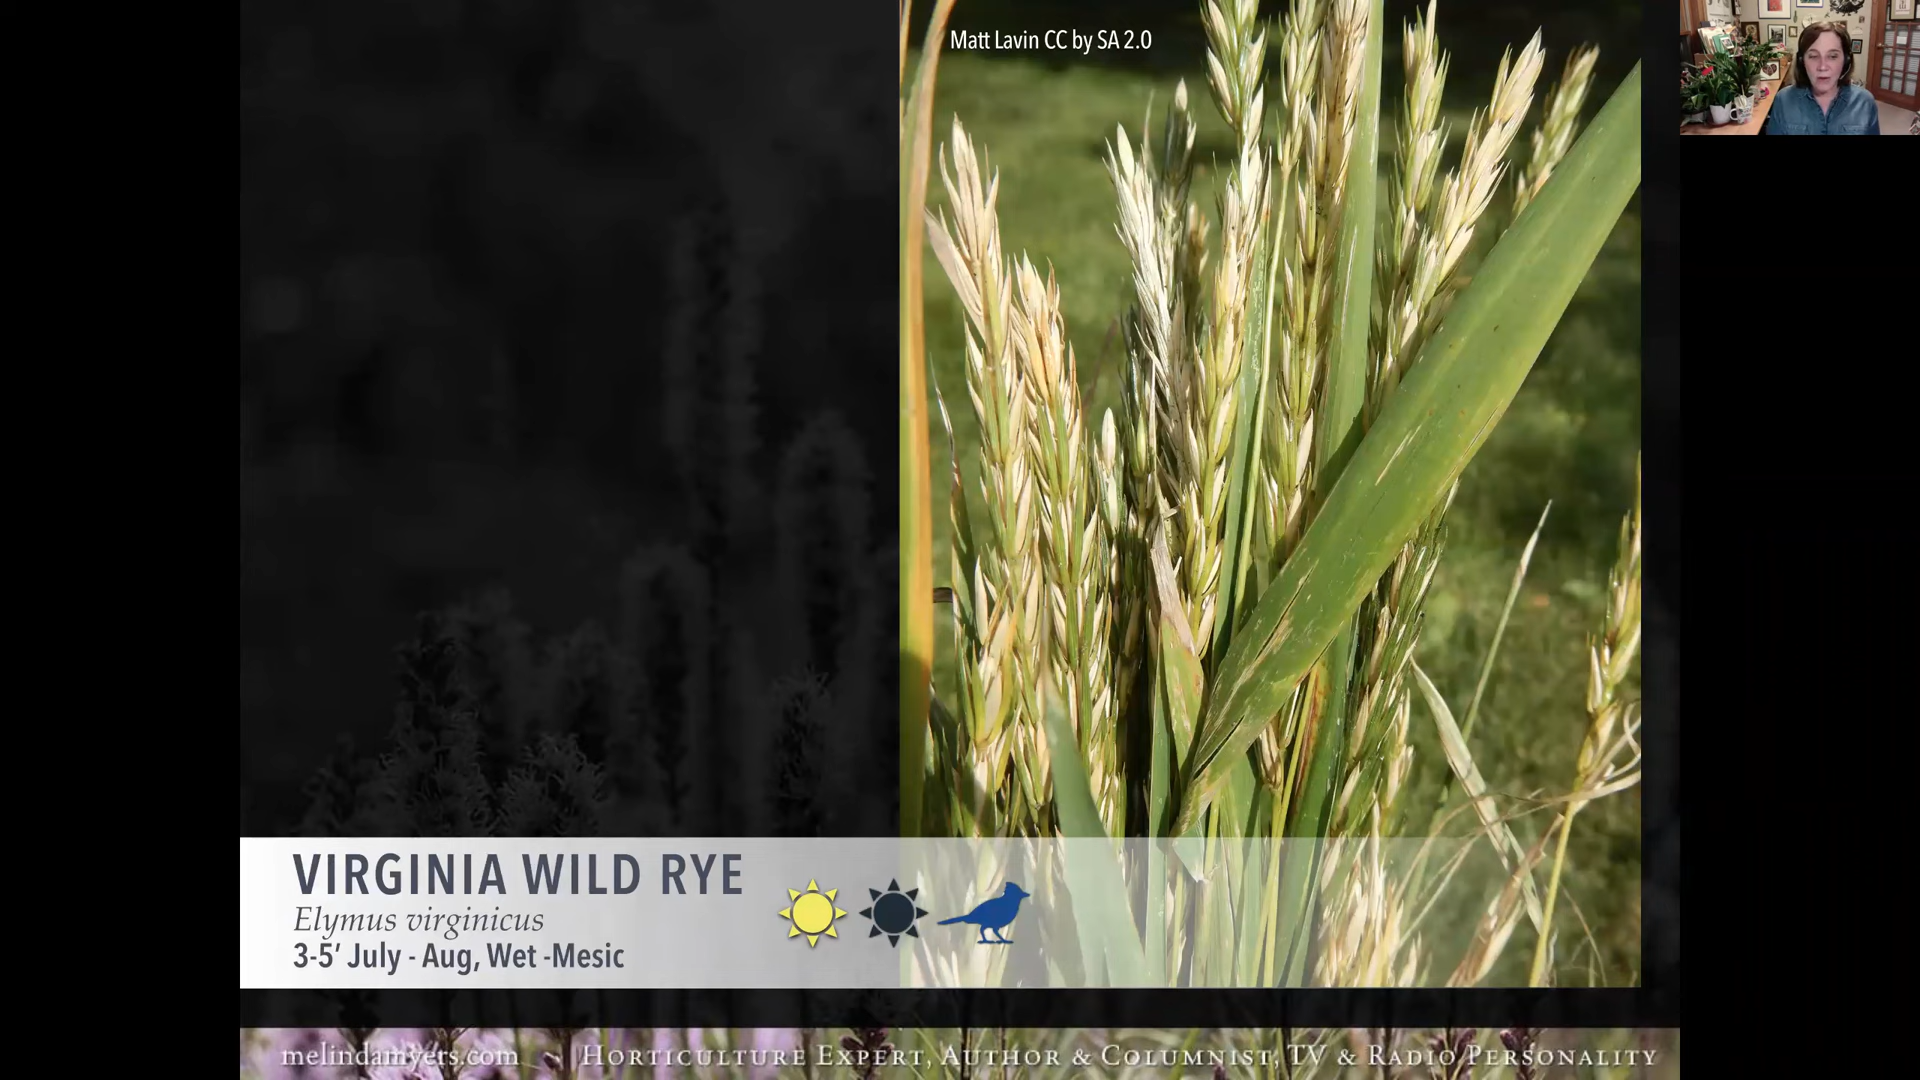 Matt Lavin CC by SA 2.0
VIRGINIA WILD RYE
Elymus virginicus
3-5' July - Aug, Wet -Mesic
melindamyers.com ~ HORTICULTURE EXPERT, AUTHOR & COLUMNIST, TV & RADIO PERSONALITY